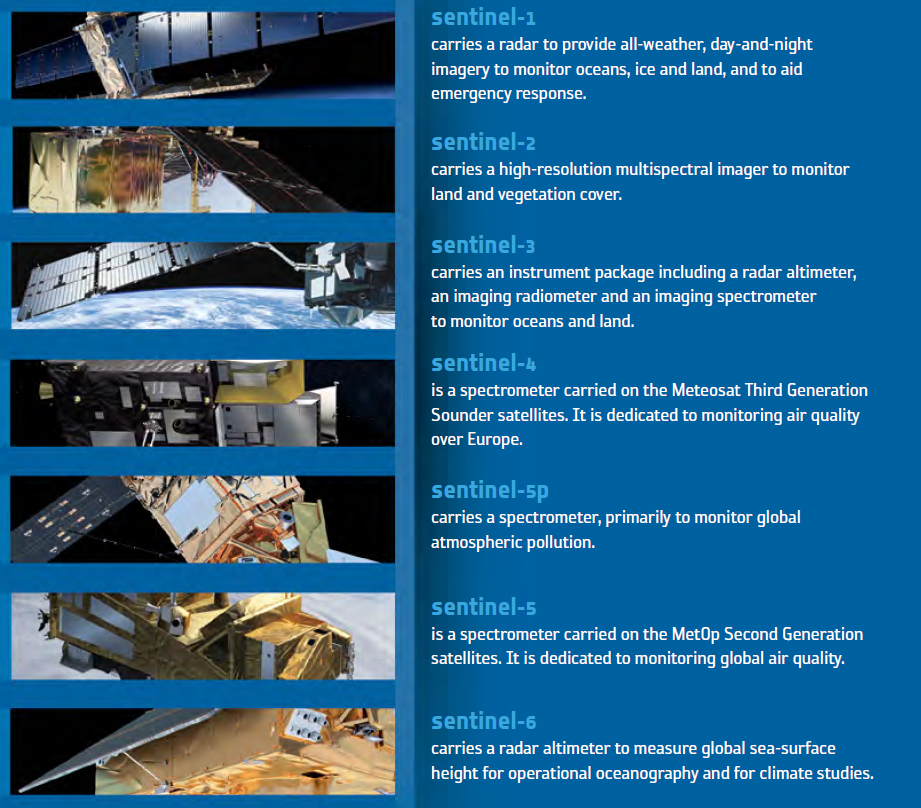 sentinel-1
carries a radar to provide all-weather, day-and-night
imagery to monitor oceans, ice and land, and to aid
emergency response.
sentinel-2
carries a high-resolution multispectral imager to monitor
land and vegetation cover.
sentinel-3
carries an instrument package including a radar altimeter,
an imaging radiometer and an imaging spectrometer
to monitor oceans and land.
sentinel-4
is a spectrometer carried on the Meteosat Third Generation
Sounder satellites. It is dedicated to monitoring air quality
over Europe.
sentinel-5p
carries a spectrometer, primarily to monitor global
atmospheric pollution.
sentinel-5
is a spectrometer carried on the MetOp Second Generation
satellites. It is dedicated to monitoring global air quality.
sentinel-6
carries a radar altimeter to measure global sea-surface
height for operational oceanography and for climate studies.